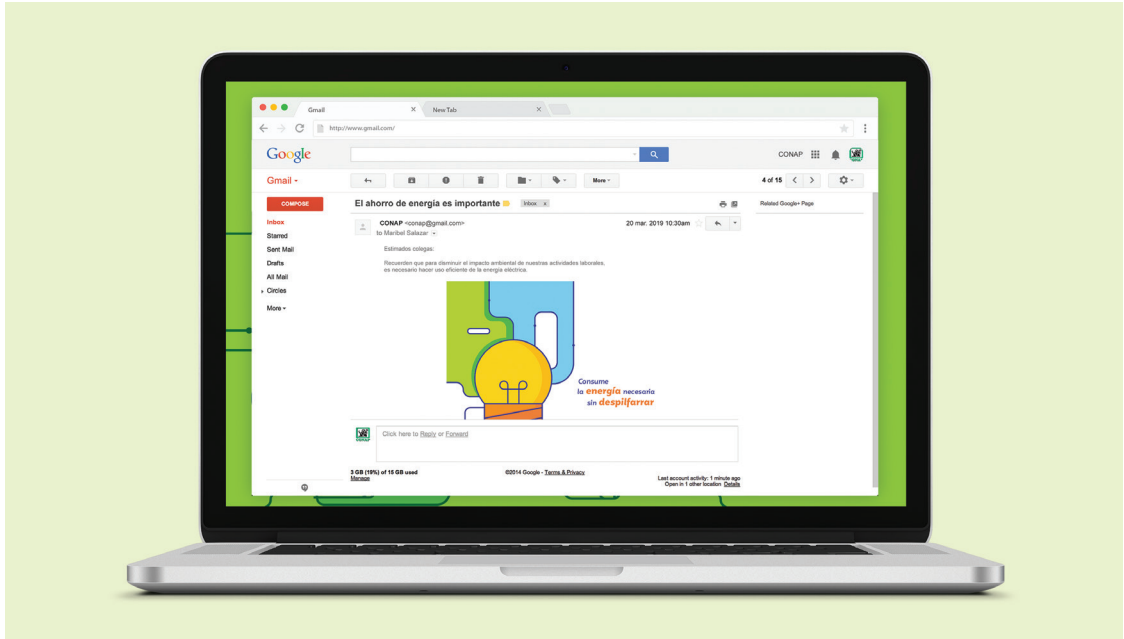 Gmail
New Tab
http://www.gmail.com/
Google
CONAP
Gmail
More
4 of 15
COMPOSE
El ahorro de energía es importante
Inbox x
Related Google+ Page
Inbox
Starred
Sent Mail
Drafts
All Mail
Circles
More
CONAP <conap@gmail.com>
20 mar. 2019 10:30am
to Maribel Salazar
Estimados colegas:
Recuerden que para disminuir el impacto ambiental de nuestras actividades laborales,
es necesario hacer uso eficiente de la energía eléctrica.
Consume
la energía necesaria
sin despilfarrar
Click here to Reply or Forward
3 GB (19%) of 15 GB used
Manage
©2014 Google - Terms & Privacy
Last account activity: 1 minute ago
Open in 1 other location Details